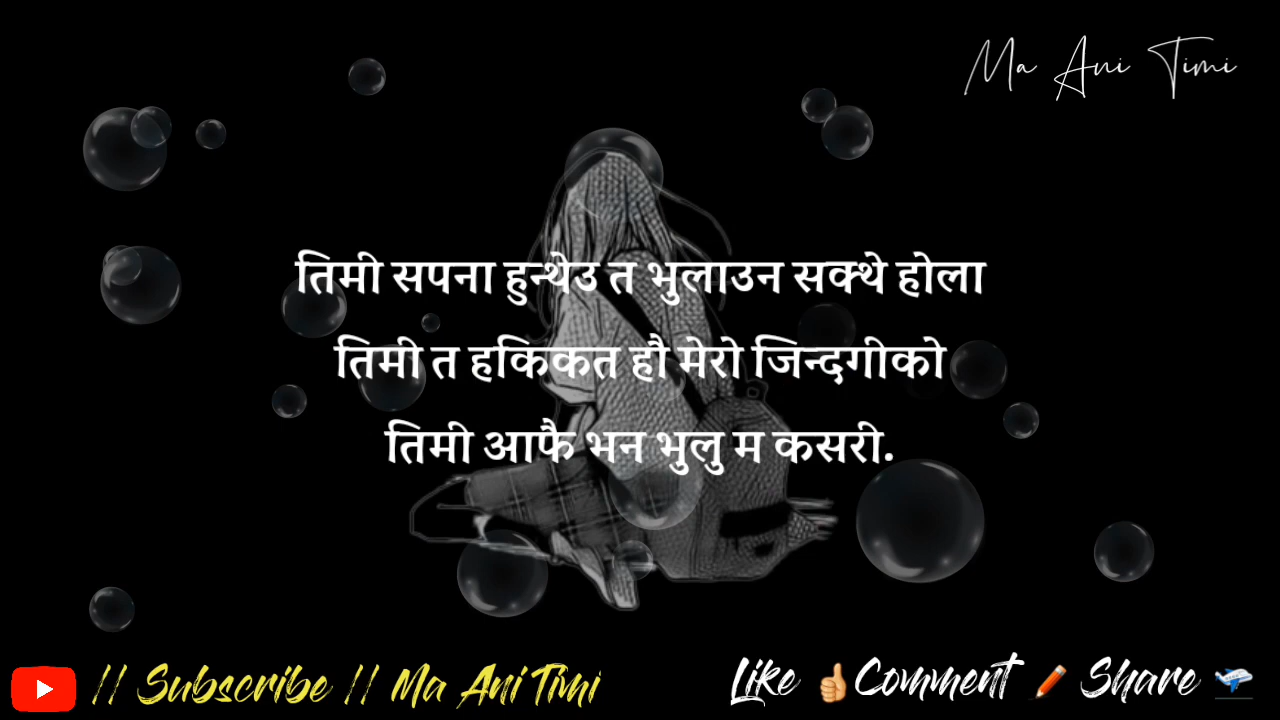 Ma Ani Timi
तिमी सपना हुन्थेउ त भुलाउन सक्थे होला
तिमी त हकिकत हौ मेरो जिन्दगीको
तिमी आफै भन भुलु म कसरी.
// Subscribe // Ma Ani Timi
Like 👍 Comment ✏️ Share 🛫